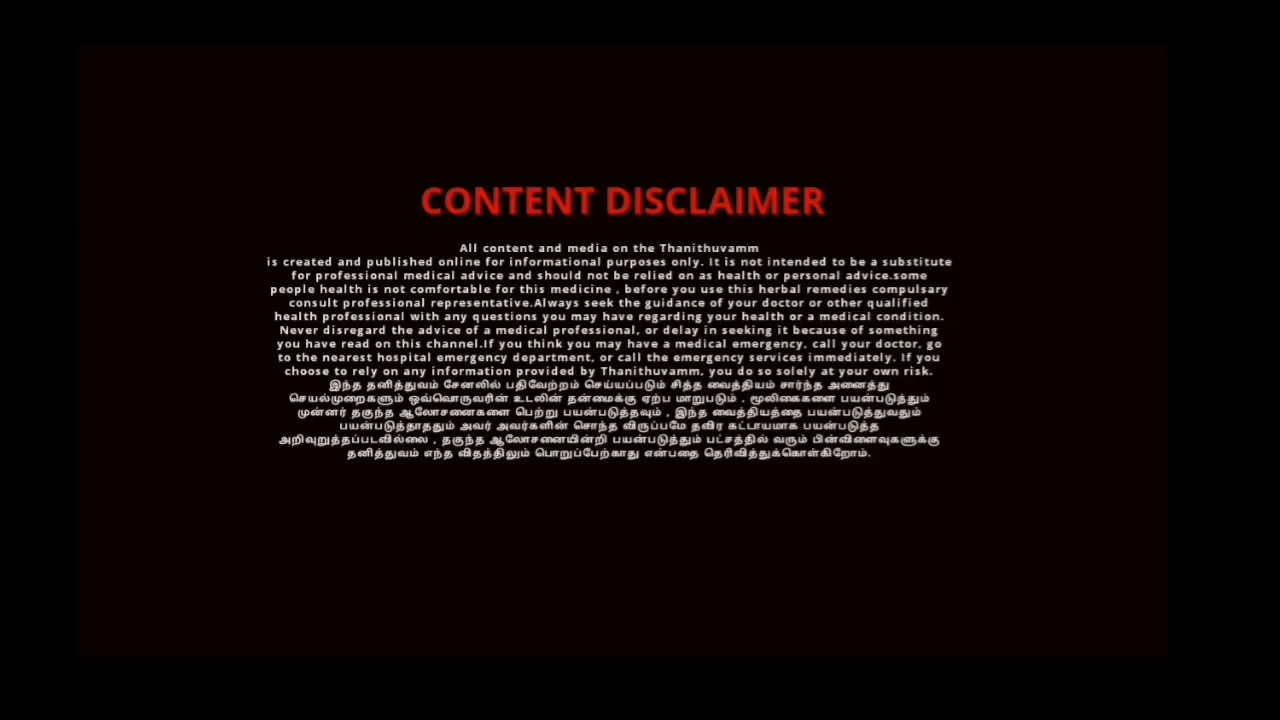 CONTENT DISCLAIMER
All content and media on the Thanithuvamm
is created and published online for informational purposes only. It is not intended to be a substitute
for professional medical advice and should not be relied on as health or personal advice.some
people health is not comfortable for this medicine , before you use this herbal remedies compulsary
consult professional representative.Always seek the guidance of your doctor or other qualified
health professional with any questions you may have regarding your health or a medical condition.
Never disregard the advice of a medical professional, or delay in seeking it because of something
you have read on this channel.If you think you may have a medical emergency, call your doctor, go
to the nearest hospital emergency department, or call the emergency services immediately. If you
choose to rely on any information provided by Thanithuvamm, you do so solely at your own risk.
இந்த தனித்துவம் சேனலில் பதிவேற்றம் செய்யப்படும் சித்த வைத்தியம் சார்ந்த அனைத்து
செயல்முறைகளும் ஒவ்வொருவரின் உடலின் தன்மைக்கு ஏற்ப மாறுபடும் . மூலிகைகளை பயன்படுத்தும்
முன்னர் தகுந்த ஆலோசனைகளை பெற்று பயன்படுத்தவும் , இந்த வைத்தியத்தை பயன்படுத்துவதும்
பயன்படுத்தாததும் அவர் அவர்களின் சொந்த விருப்பமே தவிர கட்டாயமாக பயன்படுத்த
அறிவுறுத்தப்படவில்லை , தகுந்த ஆலோசனையின்றி பயன்படுத்தும் பட்சத்தில் வரும் பின்விளைவுகளுக்கு
தனித்துவம் எந்த விதத்திலும் பொறுப்பேற்காது என்பதை தெரிவித்துக்கொள்கிறோம்.